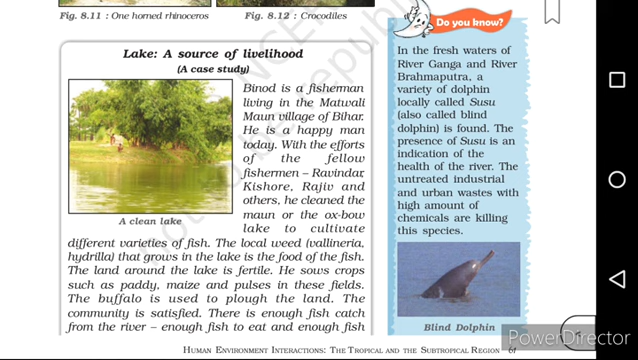 Fig. 8.11 : One horned rhinoceros
Fig. 8.12 : Crocodiles
Lake: A source of livelihood
(A case study)
Binod is a fisherman
living in the Matwali
Maun village of Bihar.
He is a happy man
today. With the efforts
of the fellow
fishermen – Ravindar,
Kishore, Rajiv and
others, he cleaned the
maun or the ox-bow
lake to cultivate
A clean lake
different varieties of fish. The local weed (vallineria,
hydrilla) that grows in the lake is the food of the fish.
The land around the lake is fertile. He sows crops
such as paddy, maize and pulses in these fields.
The buffalo is used to plough the land. The
community is satisfied. There is enough fish catch
from the river – enough fish to eat and enough fish
Do you know?
In the fresh waters of
River Ganga and River
Brahmaputra, a
variety of dolphin
locally called Susu
(also called blind
dolphin) is found. The
presence of Susu is an
indication of the
health of the river. The
untreated industrial
and urban wastes with
high amount of
chemicals are killing
this species.
Blind Dolphin
HUMAN ENVIRONMENT INTERACTIONS: THE TROPICAL AND THE SUBTROPICAL REGION 61
PowerDirector